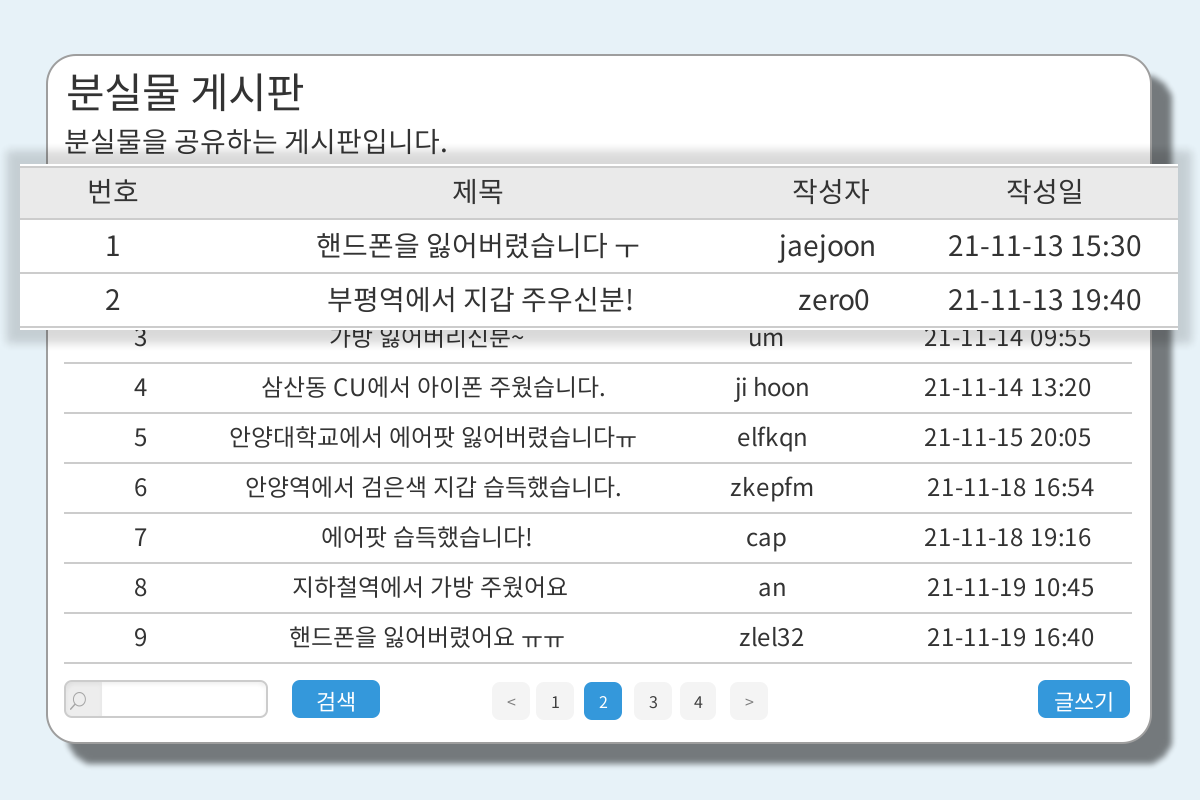 분실물 게시판
분실물을 공유하는 게시판입니다.
번호 제목 작성자 작성일
1 핸드폰을 잃어버렸습니다 ㅜ jaejoon 21-11-13 15:30
2 부평역에서 지갑 주우신분! zero0 21-11-13 19:40
3 가방 잃어버리신분~ um 21-11-14 09:55
4 삼산동 CU에서 아이폰 주웠습니다. ji hoon 21-11-14 13:20
5 안양대학교에서 에어팟 잃어버렸습니다ㅠ elfkqn 21-11-15 20:05
6 안양역에서 검은색 지갑 습득했습니다. zkepfm 21-11-18 16:54
7 에어팟 습득했습니다! cap 21-11-18 19:16
8 지하철역에서 가방 주웠어요 an 21-11-19 10:45
9 핸드폰을 잃어버렸어요 ㅠㅠ zlel32 21-11-19 16:40
검색 < 1 2 3 4 > 글쓰기